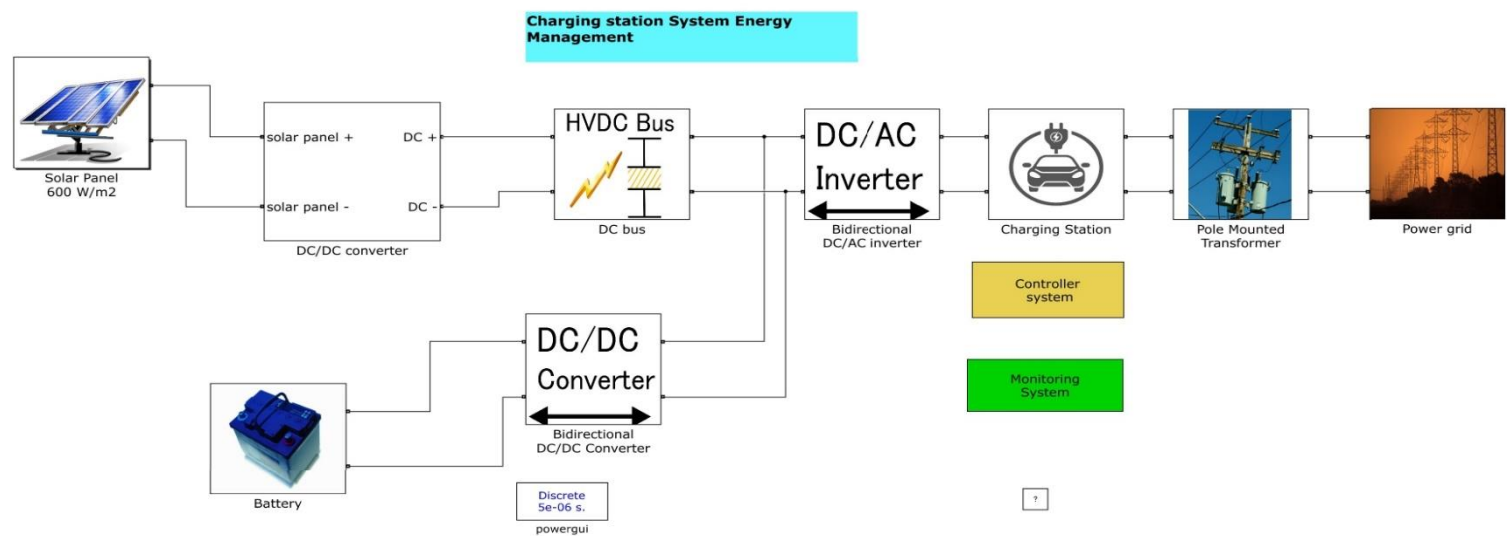 Charging station System Energy
Management
Solar Panel
600 W/m2
solar panel +
DC +
solar panel -
DC -
DC/DC converter
HVDC Bus
DC bus
DC/AC
Inverter
Bidirectional
DC/AC inverter
Charging Station
Pole Mounted
Transformer
Power grid
Controller
system
Monitoring
System
DC/DC
Converter
Bidirectional
DC/DC Converter
Battery
Discrete
5e-06 s.
powergui
?